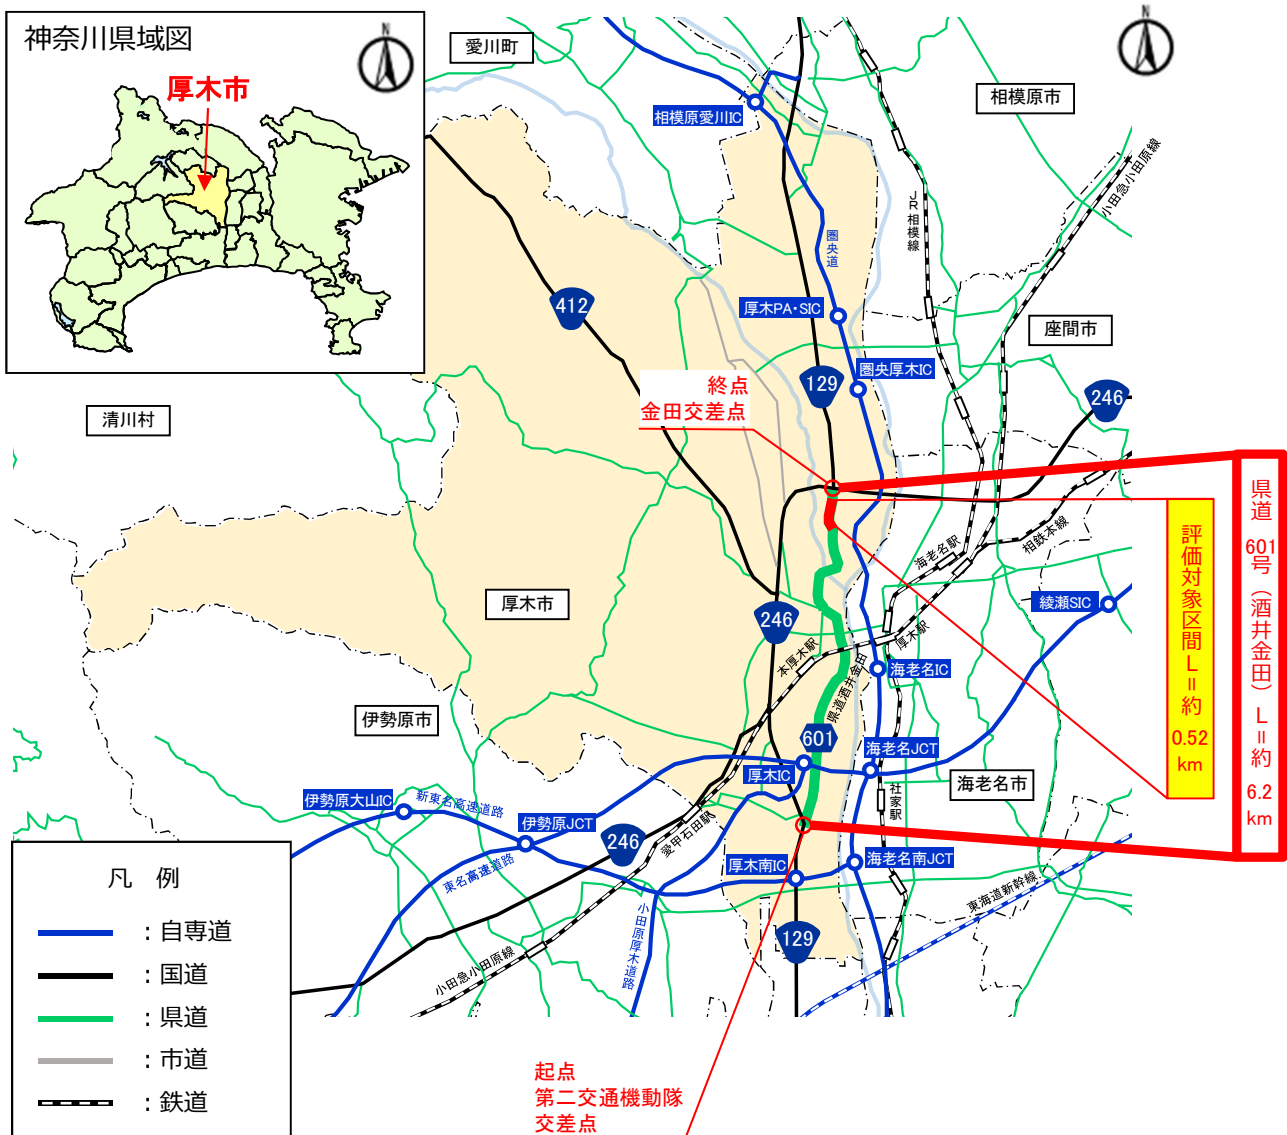 神奈川県域図
N
厚木市
N
愛川町
相模原市
相模原愛川IC
小田急小田原線
JR相模線
圏央道
412
厚木PA・SIC
座間市
圏央厚木IC
129
246
終点
金田交差点
清川村
県道601号（酒井金田）L=約6.2km
評価対象区間L=約0.52km
海老名駅
相鉄本線
厚木市
綾瀬SIC
246
厚木駅
本厚木駅
海老名IC
県道酒井金田
伊勢原市
601
海老名JCT
厚木IC
海老名市
社家駅
伊勢原大山IC
新東名高速道路
伊勢原JCT
愛甲石田駅
246
東名高速道路
厚木南IC
海老名南JCT
東海道新幹線
小田原厚木道路
129
小田急小田原線
凡 例
：自専道
：国道
：県道
：市道
：鉄道
起点
第二交通機動隊
交差点